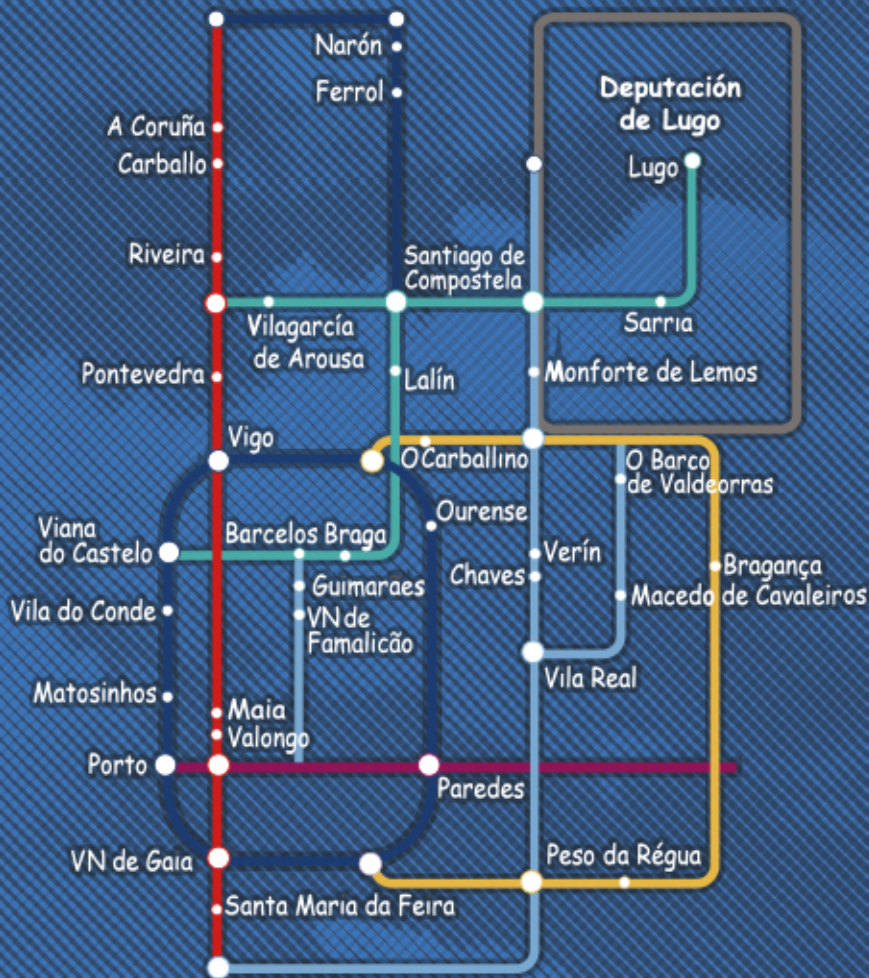 Narón
Ferrol
Deputación
de Lugo
A Coruña
Carballo
Lugo
Riveira
Santiago de
Compostela
Vilagarcía
de Arousa
Sarria
Pontevedra
Lalín
Monforte de Lemos
Vigo
O Carballino
O Barco
de Valdeorras
Ourense
Viana
do Castelo
Barcelos Braga
Verín
Chaves
Bragança
Guimaraes
Macedo de Cavaleiros
Vila do Conde
VN de
Famalicão
Vila Real
Matosinhos
Maia
Valongo
Porto
Paredes
VN de Gaia
Peso da Régua
Santa Maria da Feira